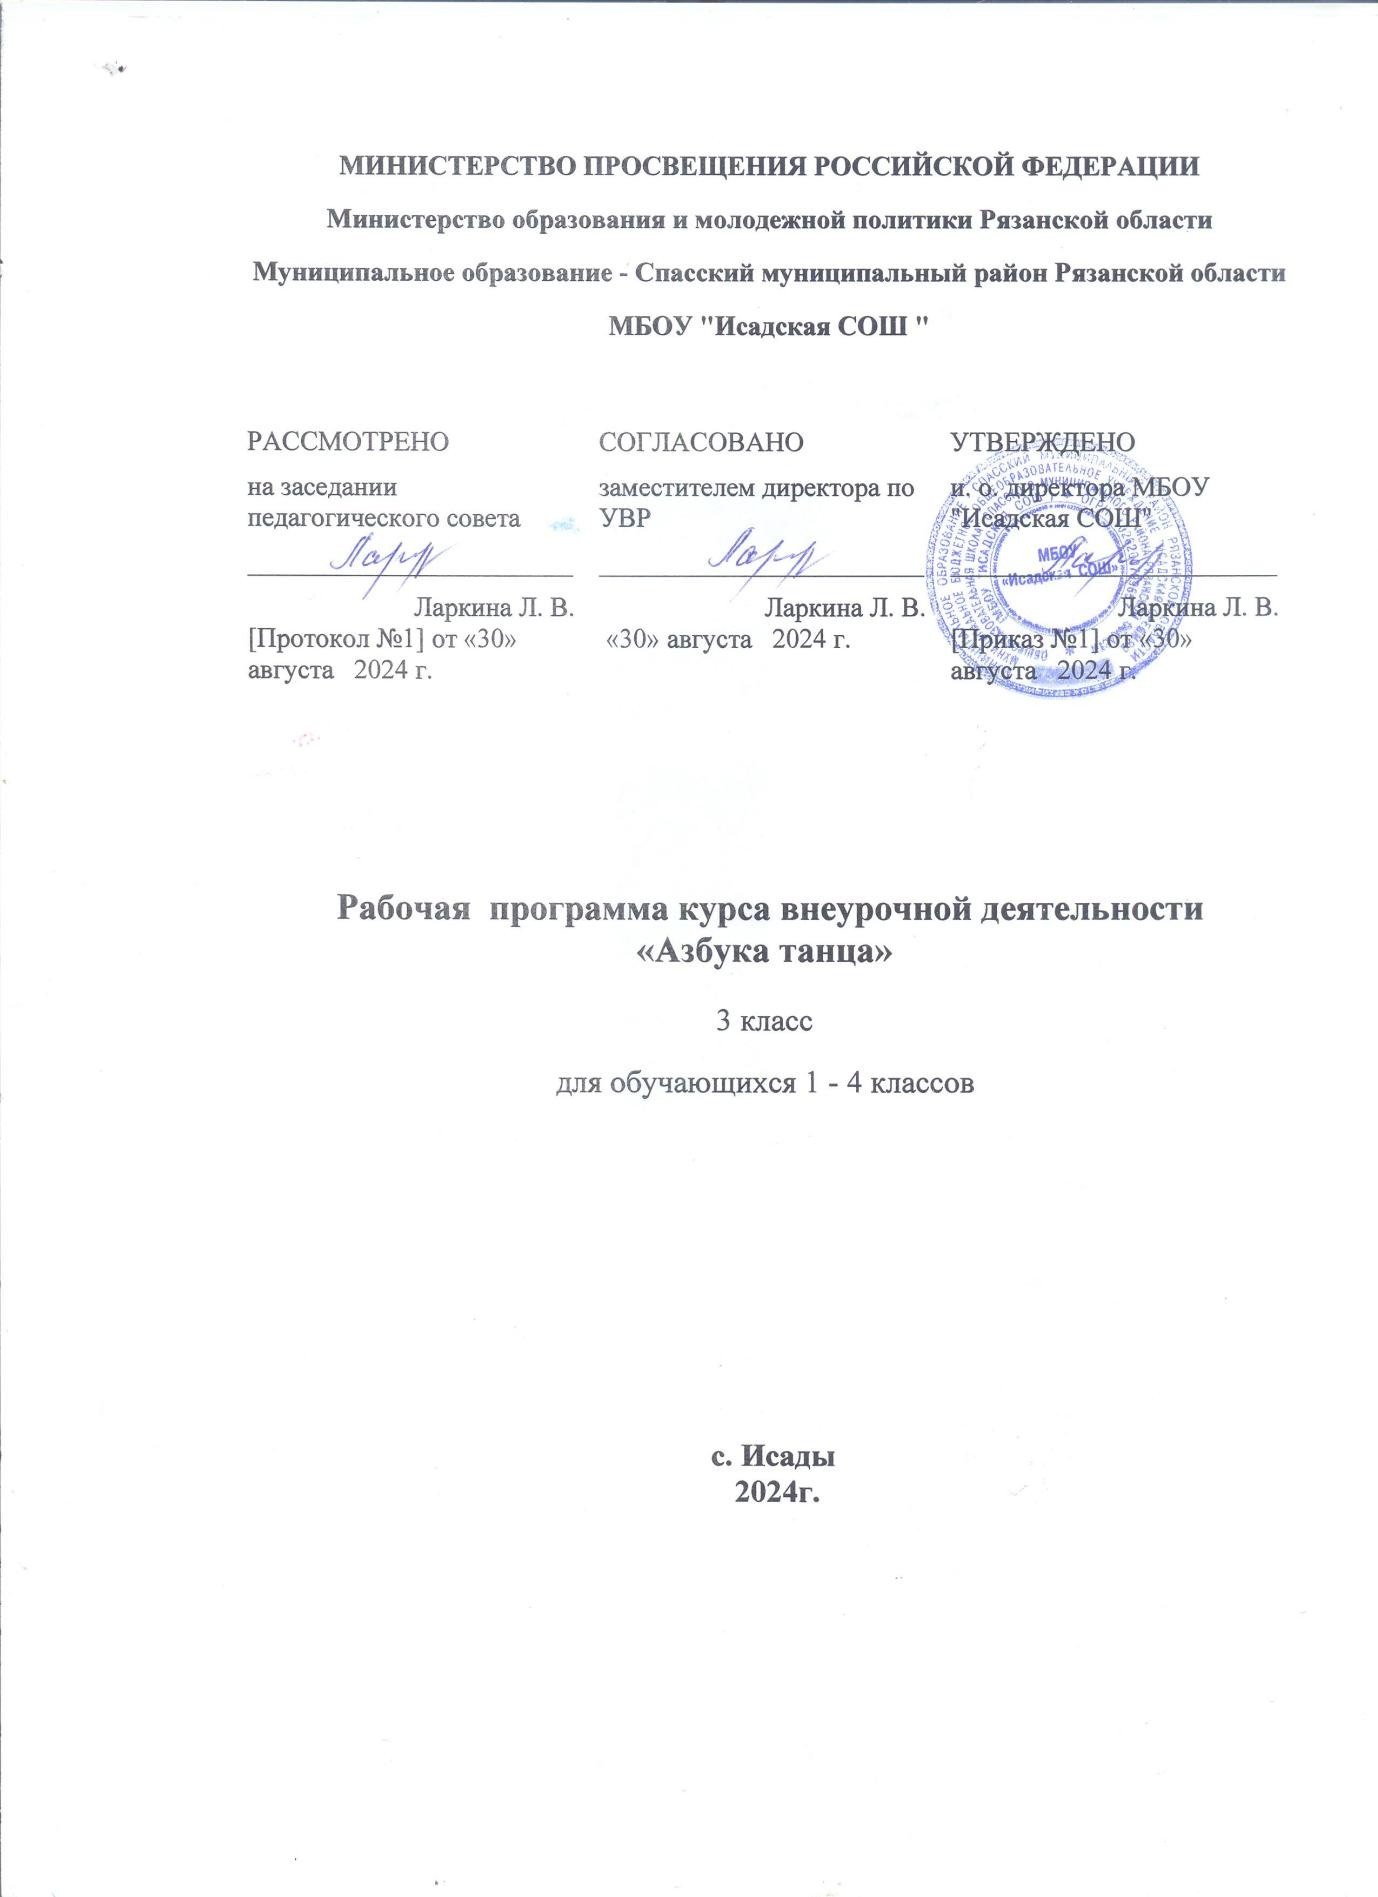 МИНИСТЕРСТВО ПРОСВЕЩЕНИЯ РОССИЙСКОЙ ФЕДЕРАЦИИ
Министерство образования и молодежной политики Рязанской области
Муниципальное образование - Спасский муниципальный район Рязанской области
МБОУ "Исадская СОШ "
РАССМОТРЕНО
на заседании
педагогического совета
Ларкина Л. В.
[Протокол №1] от «30»
августа 2024 г.
СОГЛАСОВАНО
заместителем директора по
УВР
Ларкина Л. В.
«30» августа 2024 г.
УТВЕРЖДЕНО
и. о. директора МБОУ
"Исадская СОШ"
МБОУ
«Исадская СОШ»
Ларкина Л. В.
[Приказ №1] от «30»
августа 2024 г.
Рабочая программа курса внеурочной деятельности
«Азбука танца»
3 класс
для обучающихся 1 - 4 классов
с. Исады
2024г.